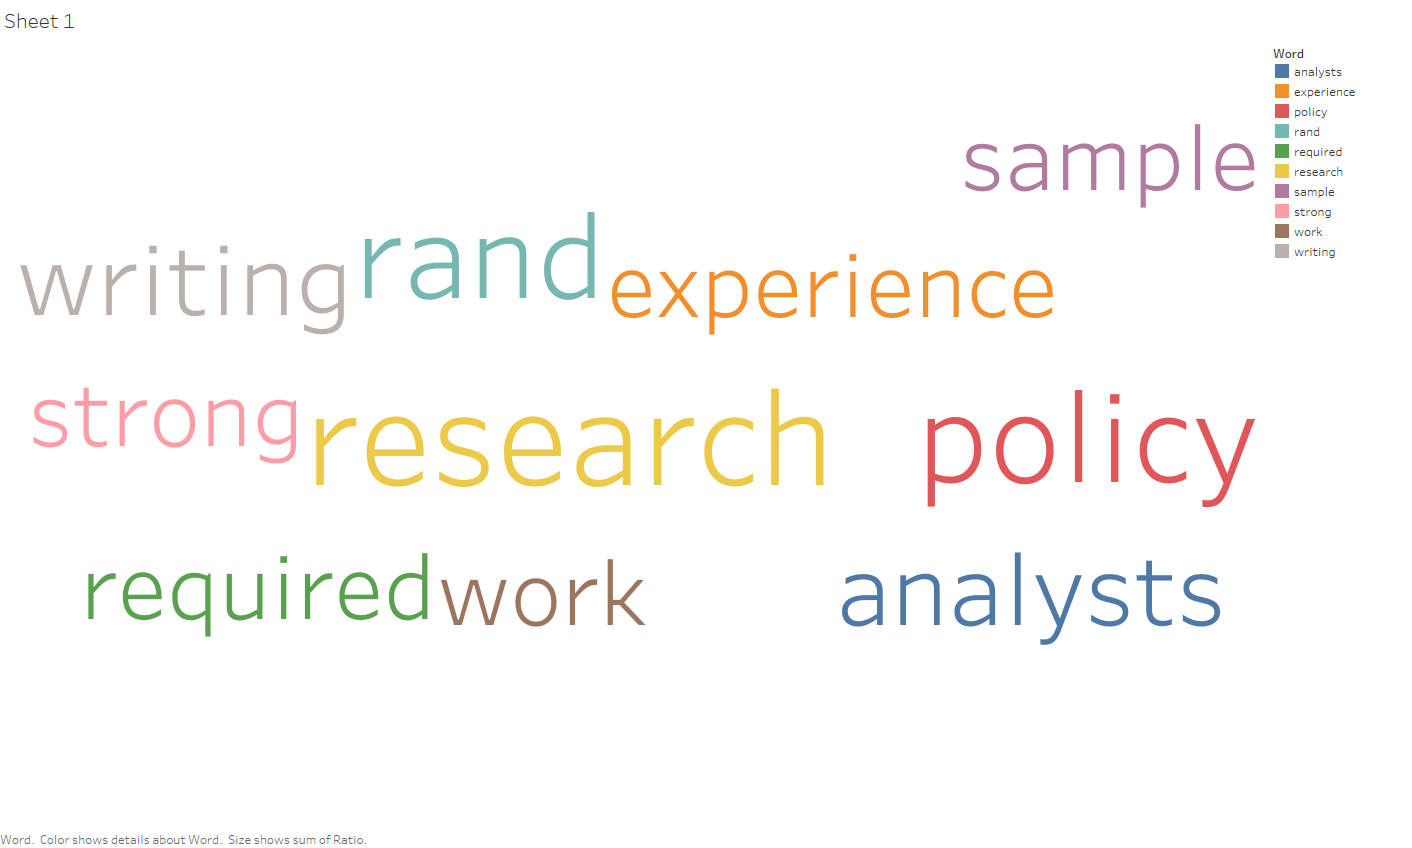 Sheet 1
Word
analysts
experience
policy
rand
required
research
sample
strong
work
writing
sample
writing rand experience
strong research policy
required work analysts
Word. Color shows details about Word. Size shows sum of Ratio.